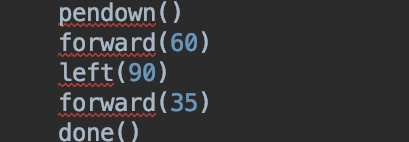 pendown()
forward(60)
left(90)
forward(35)
done()